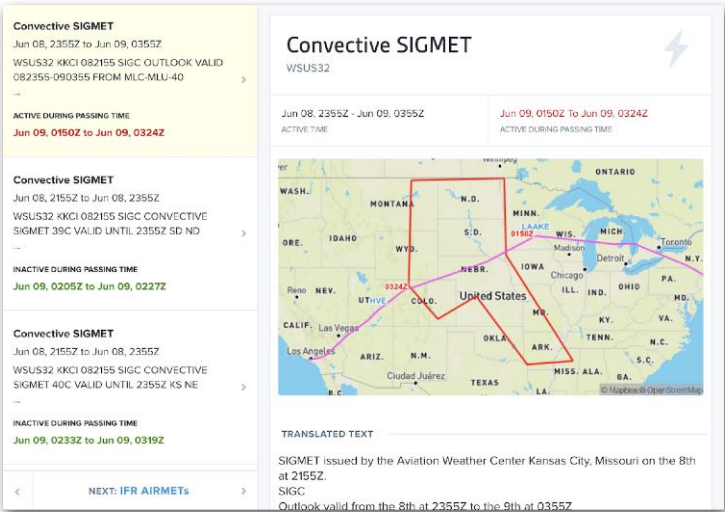 Convective SIGMET
Jun 08, 2355Z to Jun 09, 0355Z
WSUS32 KKCI 082155 SIGC OUTLOOK VALID
082355-090355 FROM MLC-MLU-40
...
ACTIVE DURING PASSING TIME
Jun 09, 0150Z to Jun 09, 0324Z
Convective SIGMET
Jun 08, 2155Z to Jun 08, 2355Z
WSUS32 KKCI 082155 SIGC CONVECTIVE
SIGMET 39C VALID UNTIL 2355Z SD ND
...
INACTIVE DURING PASSING TIME
Jun 09, 0205Z to Jun 09, 0227Z
Convective SIGMET
Jun 08, 2155Z to Jun 08, 2355Z
WSUS32 KKCI 082155 SIGC CONVECTIVE
SIGMET 40C VALID UNTIL 2355Z KS NE
...
INACTIVE DURING PASSING TIME
Jun 09, 0233Z to Jun 09, 0319Z
NEXT: IFR AIRMETs
Convective SIGMET
WSUS32
Jun 08, 2355Z - Jun 09, 0355Z
ACTIVE TIME
Jun 09, 0150Z To Jun 09, 0324Z
ACTIVE DURING PASSING TIME
Winnipeg
ONTARIO
WASH.
MONTANA
N.D.
MINN.
LAAKE
0150Z
S.D.
WIS.
MICH.
Toronto
ORE.
IDAHO
WYO.
Madison
Detroit
N.Y.
NEBR.
IOWA
Chicago
PA.
Reno
NEV.
UTHVE
0324Z
COLO.
United States
ILL.
IND.
OHIO
MD.
MO.
KY.
VA.
CALIF.
Las Vegas
Los Angeles
ARIZ.
N.M.
OKLA.
ARK.
TENN.
N.C.
S.C.
Ciudad Juárez
TEXAS
MISS.
ALA.
GA.
LA.
B.C.
© Mapbox © OpenStreetMap
TRANSLATED TEXT
SIGMET issued by the Aviation Weather Center Kansas City, Missouri on the 8th
at 2155Z.
SIGC
Outlook valid from the 8th at 2355Z to the 9th at 0355Z